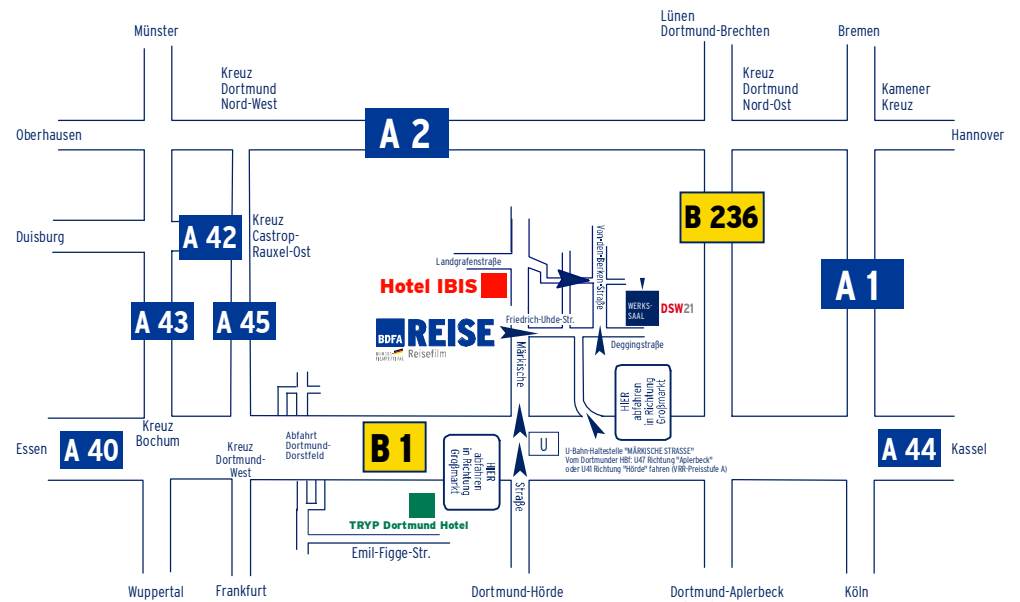 Münster
Lünen
Dortmund-Brechten
Bremen
Kreuz
Dortmund
Nord-West
Kreuz
Dortmund
Nord-Ost
Kamener
Kreuz
Oberhausen
A 2
Hannover
B 236
Duisburg
A 42
Kreuz
Castrop-
Rauxel-Ost
Von-den-Berken-Straße
Landgrafenstraße
Hotel IBIS
A 1
WERKS-
SAAL
DSW21
A 43
A 45
BDFA
REISE
Reisefilm
Friedrich-Uhde-Str.
Deggingstraße
Märkische
Straße
HIER
abfahren
in Richtung
Großmarkt
Essen
A 40
Kreuz
Bochum
Kreuz
Dortmund-
West
Abfahrt
Dortmund-
Dorstfeld
B 1
HIER
abfahren
in Richtung
Großmarkt
U
U-Bahn-Haltestelle "MÄRKISCHE STRASSE"
Vom Dortmunder HBf: U47 Richtung "Aplerbeck"
oder U41 Richtung "Hörde" fahren (VRR-Preisstufe A)
A 44
Kassel
TRYP Dortmund Hotel
Emil-Figge-Str.
Wuppertal
Frankfurt
Dortmund-Hörde
Dortmund-Aplerbeck
Köln